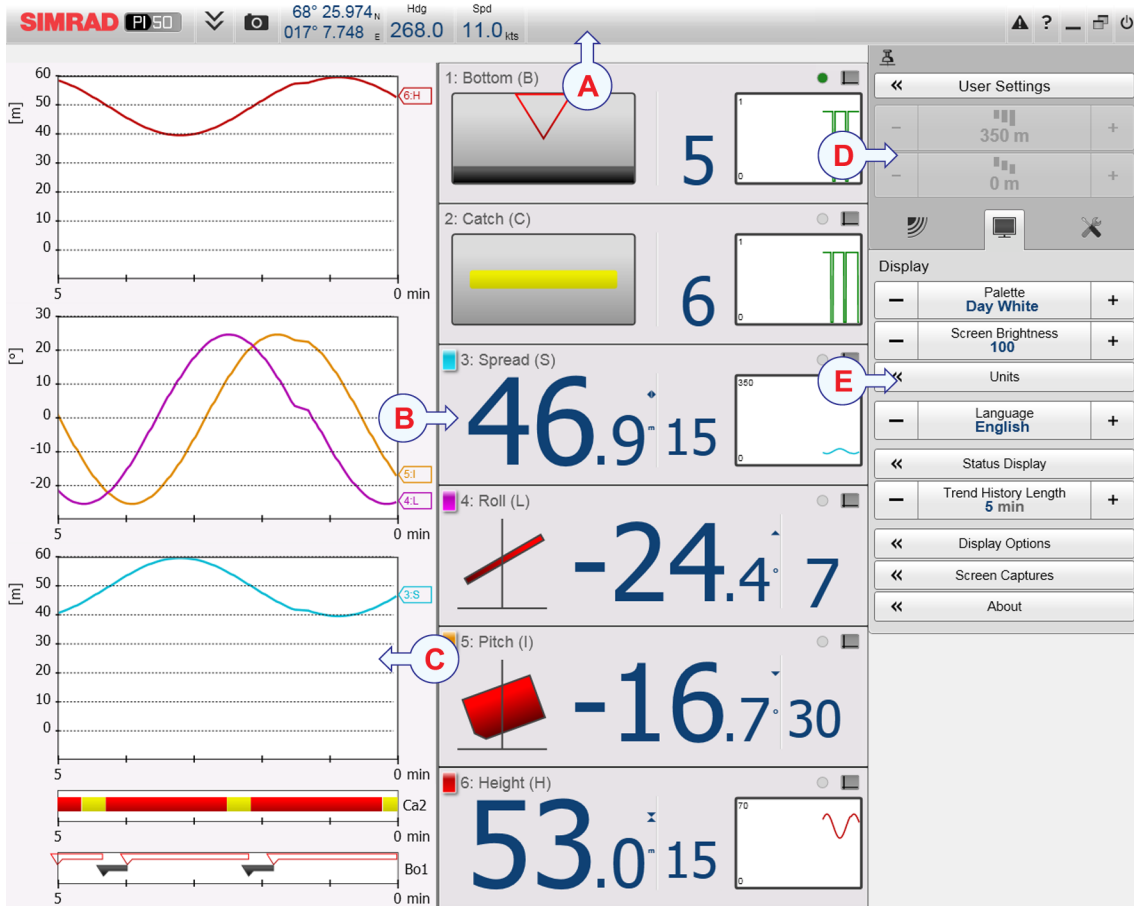 SIMRAD PI 50
68° 25.974 N
017° 7.748 E
Hdg
268.0
Spd
11.0 kts
?
A
[m]
60
50
40
30
20
10
0
6:H
5
0 min
[°]
30
20
10
0
-10
-20
5:I
4:L
5
0 min
[m]
60
50
40
30
20
10
0
3:S
5
0 min
Ca2
5
0 min
Bo1
5
0 min
B
C
1: Bottom (B)
5
1
0
2: Catch (C)
6
1
0
3: Spread (S)
46.9 m
15
350
0
4: Roll (L)
-24.4°
7
5: Pitch (I)
-16.7°
30
6: Height (H)
53.0 m
15
70
0
D
E
« User Settings
- 350 m +
- 0 m +
Display
Palette
− Day White +
Screen Brightness
− 100 +
« Units
Language
− English +
« Status Display
Trend History Length
− 5 min +
« Display Options
« Screen Captures
« About